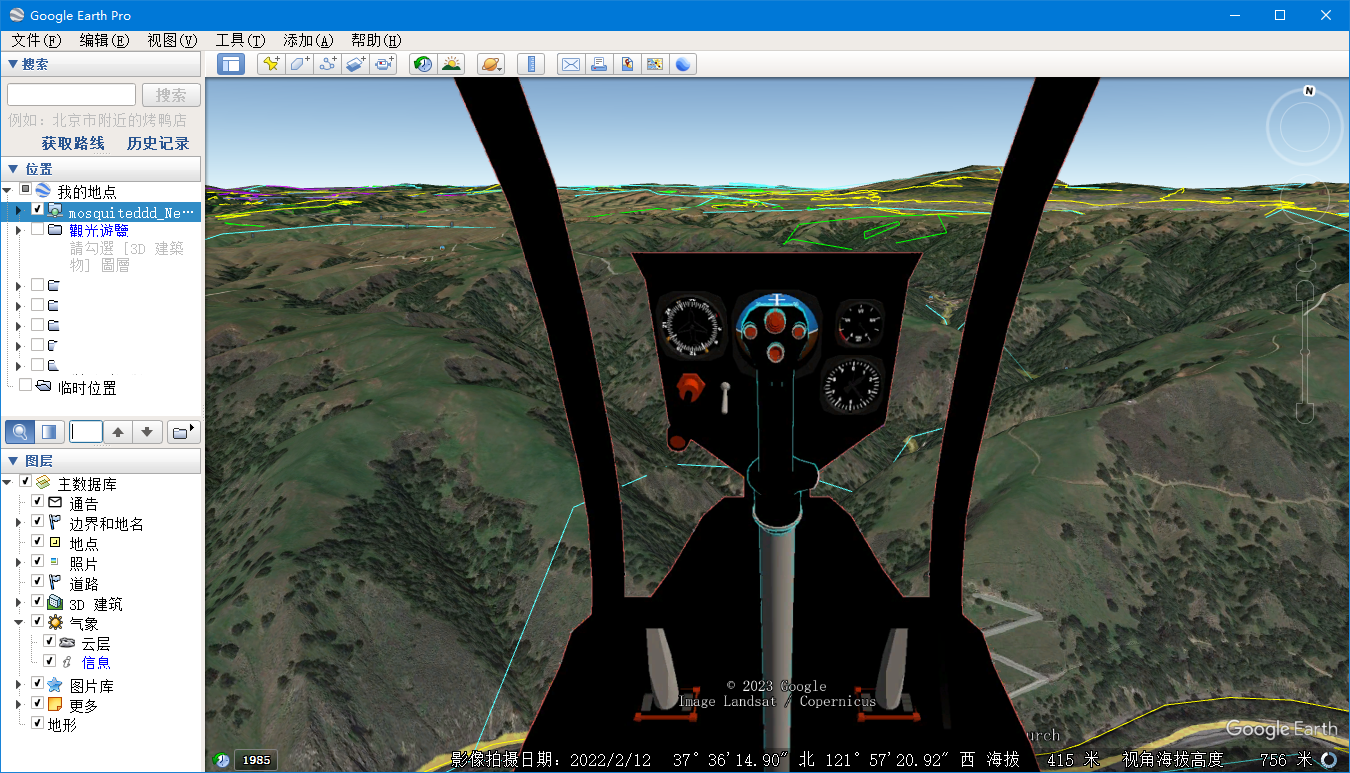 Google Earth Pro
文件(F) 编辑(E) 视图(V) 工具(T) 添加(A) 帮助(H)
搜索
搜索
例如: 北京市附近的烤鸭店
获取路线 历史记录
位置
我的地点
mosquiteddd_Ne…
觀光游覽
請勾選 [3D 建築
物] 圖層
临时位置
图层
主数据库
通告
边界和地名
地点
照片
道路
3D 建筑
气象
云层
信息
图片库
更多
地形
N
© 2023 Google
Image Landsat / Copernicus
Google Earth
1985
影像拍摄日期: 2022/2/12 37° 36'14.90" 北 121° 57'20.92" 西 海拔 415 米 视角海拔高度 756 米